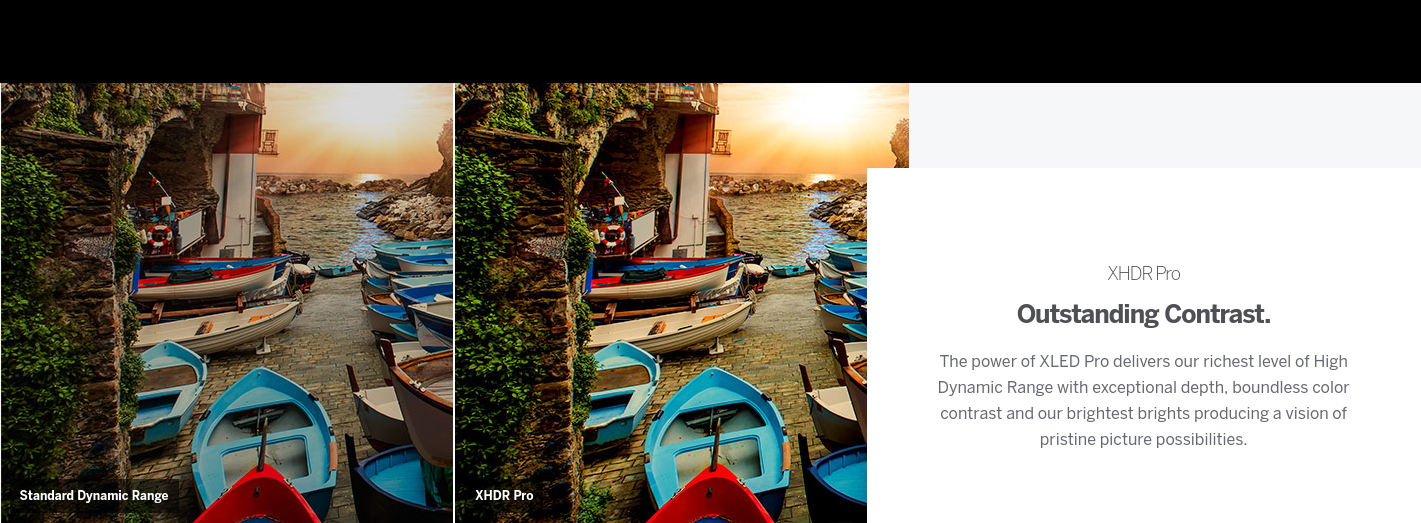 Standard Dynamic Range
XHDR Pro
XHDR Pro
Outstanding Contrast.
The power of XLED Pro delivers our richest level of High
Dynamic Range with exceptional depth, boundless color
contrast and our brightest brights producing a vision of
pristine picture possibilities.